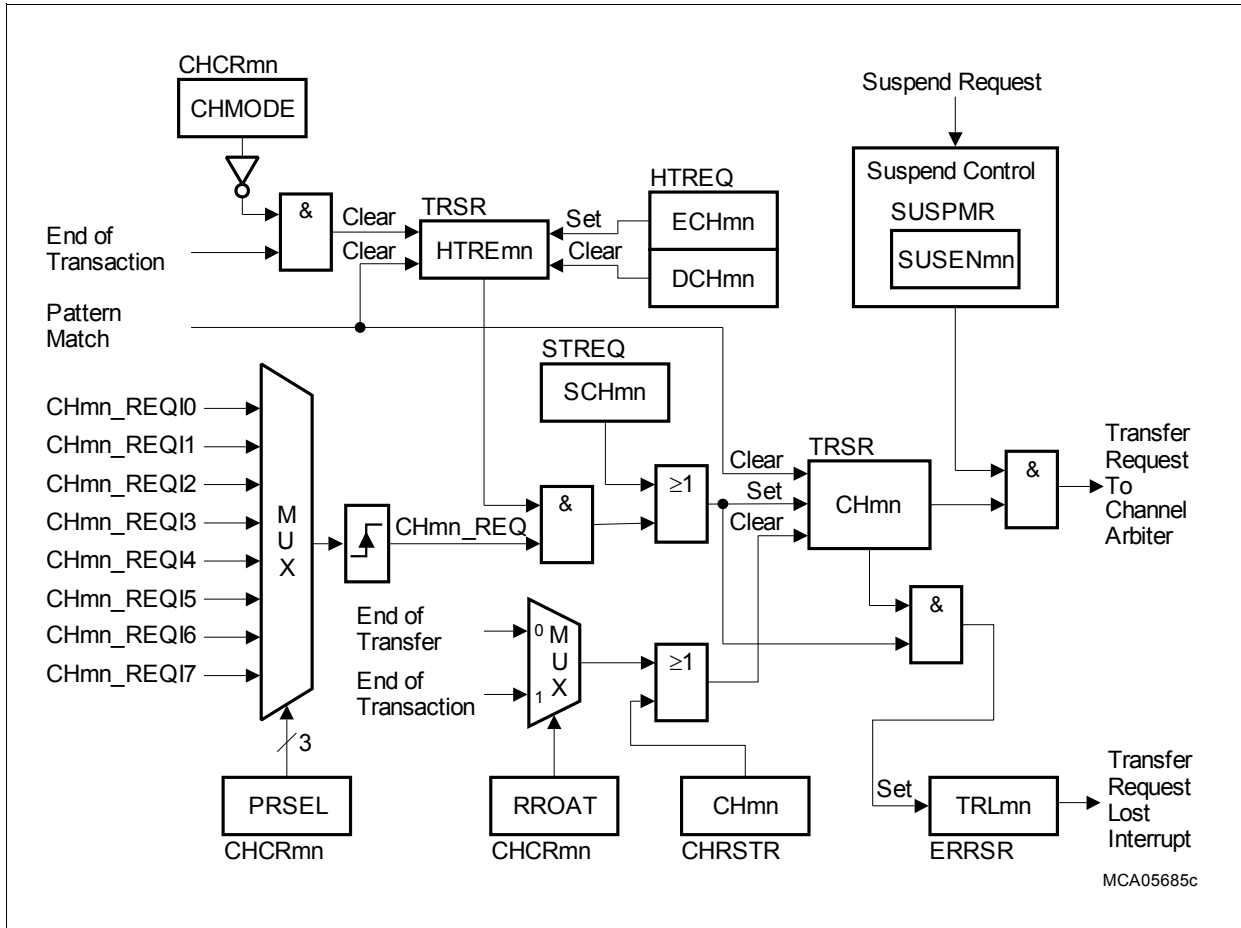 CHCRmn
CHMODE
Suspend Request
Suspend Control
SUSPMR
SUSENmn
HTREQ
ECHmn
DCHmn
&
Clear
TRSR
Set
HTREmn
Clear
Clear
End of
Transaction
Pattern
Match
STREQ
SCHmn
CHmn_REQI0
CHmn_REQI1
CHmn_REQI2
CHmn_REQI3
CHmn_REQI4
CHmn_REQI5
CHmn_REQI6
CHmn_REQI7
M
U
X
CHmn_REQ
&
≥1
Clear
Set
Clear
TRSR
CHmn
&
Transfer
Request
To
Channel
Arbiter
&
End of
Transfer
End of
Transaction
0
1
M
U
X
≥1
3
PRSEL
CHCRmn
RROAT
CHCRmn
CHmn
CHRSTR
Set
TRLmn
ERRSR
Transfer
Request
Lost
Interrupt
MCA05685c